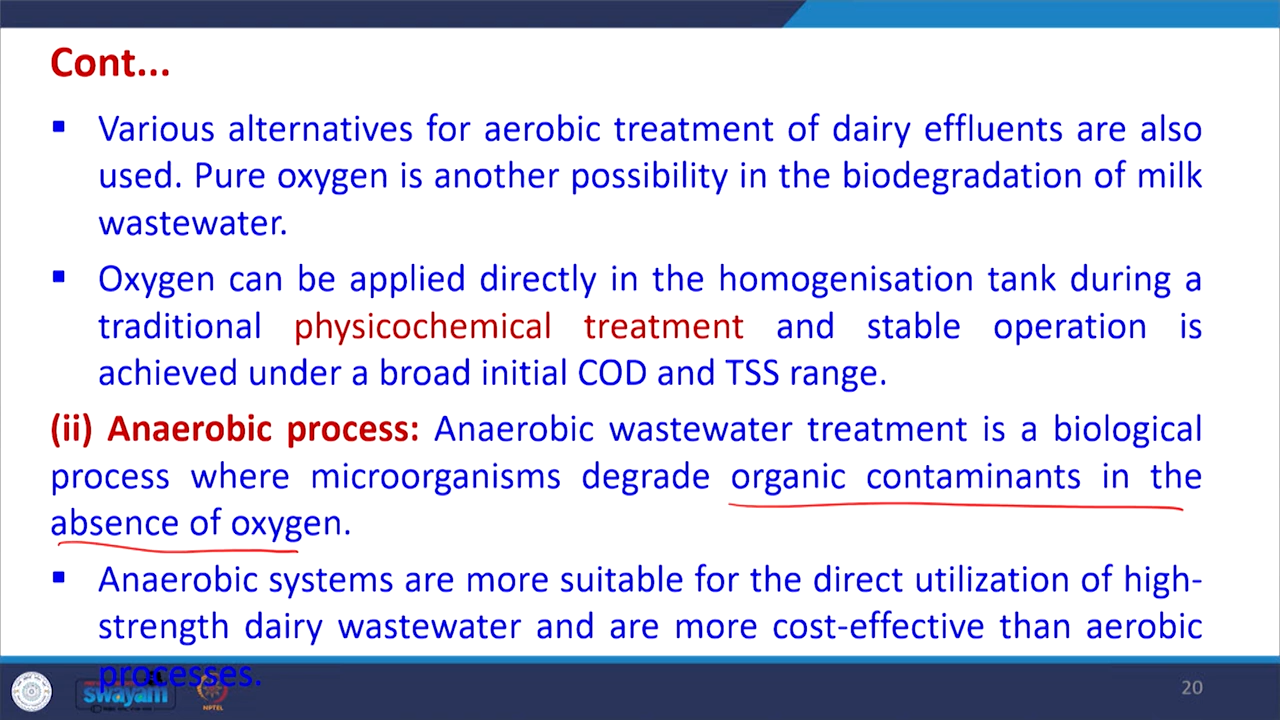 Cont...
▪ Various alternatives for aerobic treatment of dairy effluents are also
used. Pure oxygen is another possibility in the biodegradation of milk
wastewater.
▪ Oxygen can be applied directly in the homogenisation tank during a
traditional physicochemical treatment and stable operation is
achieved under a broad initial COD and TSS range.
(ii) Anaerobic process: Anaerobic wastewater treatment is a biological
process where microorganisms degrade organic contaminants in the
absence of oxygen.
▪ Anaerobic systems are more suitable for the direct utilization of high-
strength dairy wastewater and are more cost-effective than aerobic
processes.
swayam
NPTEL
20